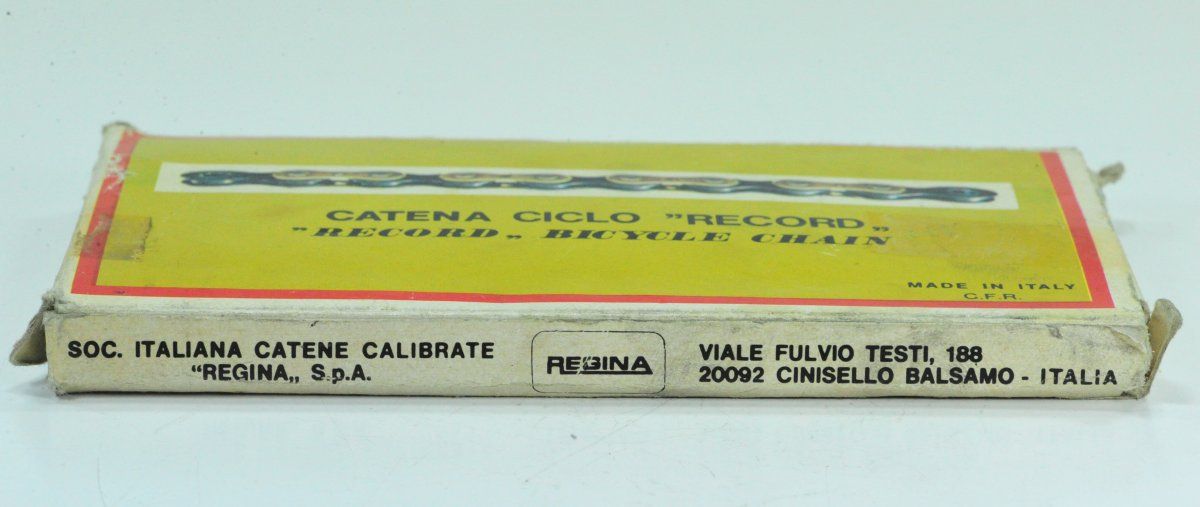 CATENA CICLO ”RECORD„
”RECORD„ BICYCLE CHAIN
MADE IN ITALY
C.F.R.
SOC. ITALIANA CATENE CALIBRATE
“REGINA„ S.p.A.
REGINA
VIALE FULVIO TESTI, 188
20092 CINISELLO BALSAMO - ITALIA